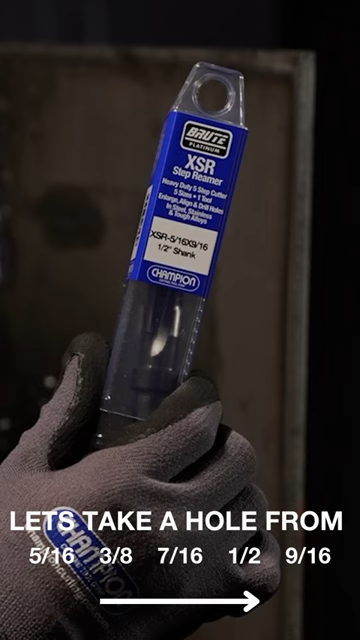 BRUTE
PLATINUM
XSR
Step Reamer
Heavy Duty 5 Step Cutter
5 Sizes • 1 Tool
Enlarge, Align & Drill Holes
in Steel, Stainless
& Tough Alloys
XSR-5/16X9/16
1/2" Shank
CHAMPION
LETS TAKE A HOLE FROM
5/16 3/8 7/16 1/2 9/16
CHAMPION